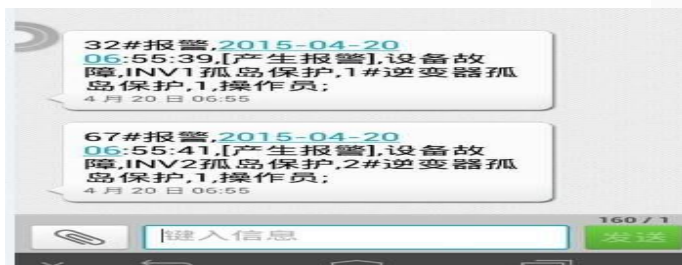 32#报警,2015-04-20
06:55:39,[产生报警],设备故
障,INV1孤岛保护,1#逆变器孤
岛保护,1,操作员;
4月20日 06:55
67#报警,2015-04-20
06:55:41,[产生报警],设备故
障,INV2孤岛保护,2#逆变器孤
岛保护,1,操作员;
4月20日 06:55
160/1
键入信息
发送